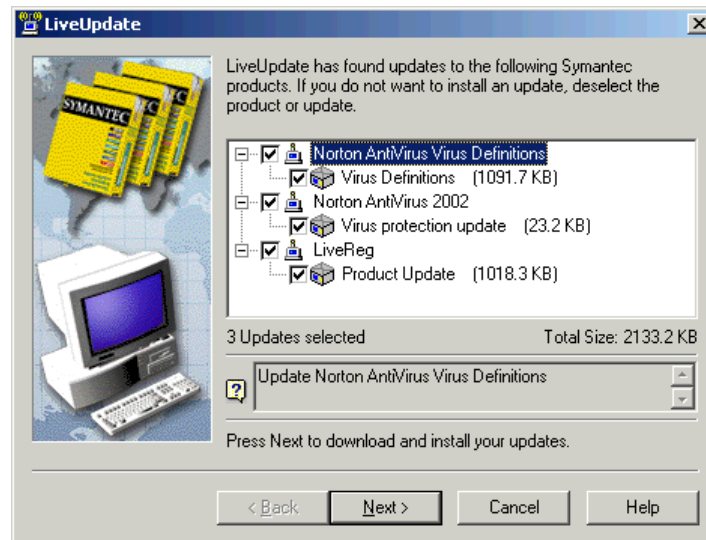 LiveUpdate
LiveUpdate has found updates to the following Symantec
products. If you do not want to install an update, deselect the
product or update.
SYMANTEC
Norton AntiVirus Virus Definitions
Virus Definitions (1091.7 KB)
Norton AntiVirus 2002
Virus protection update (23.2 KB)
LiveReg
Product Update (1018.3 KB)
3 Updates selected Total Size: 2133.2 KB
Update Norton AntiVirus Virus Definitions
Press Next to download and install your updates.
< Back Next > Cancel Help